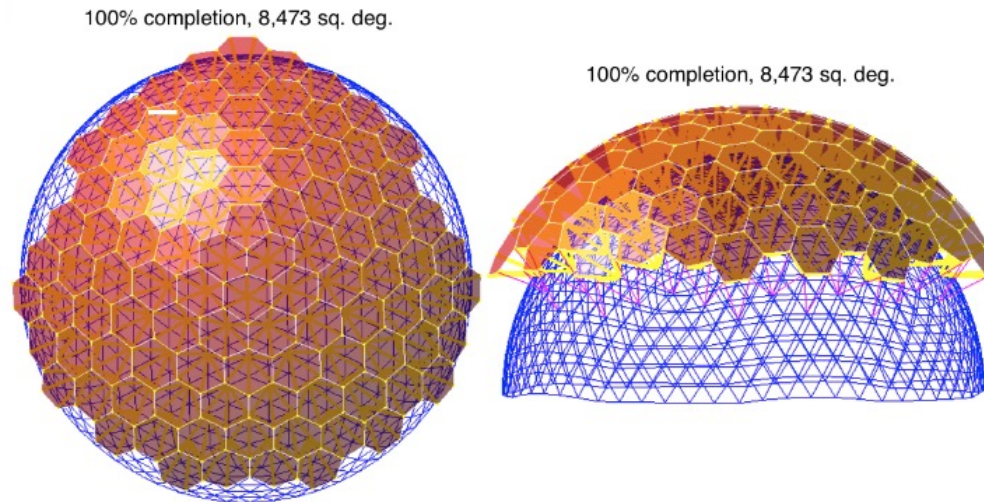 100% completion, 8,473 sq. deg.
100% completion, 8,473 sq. deg.